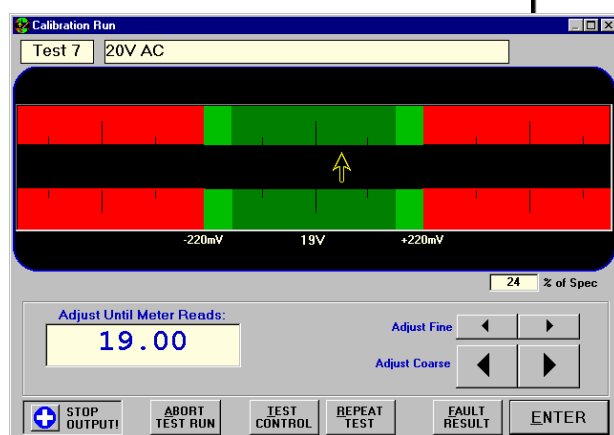 Calibration Run
Test 7 20V AC
-220mV 19V +220mV
24 % of Spec
Adjust Until Meter Reads:
19.00
Adjust Fine
Adjust Coarse
STOP OUTPUT!
ABORT TEST RUN
TEST CONTROL
REPEAT TEST
FAULT RESULT
ENTER